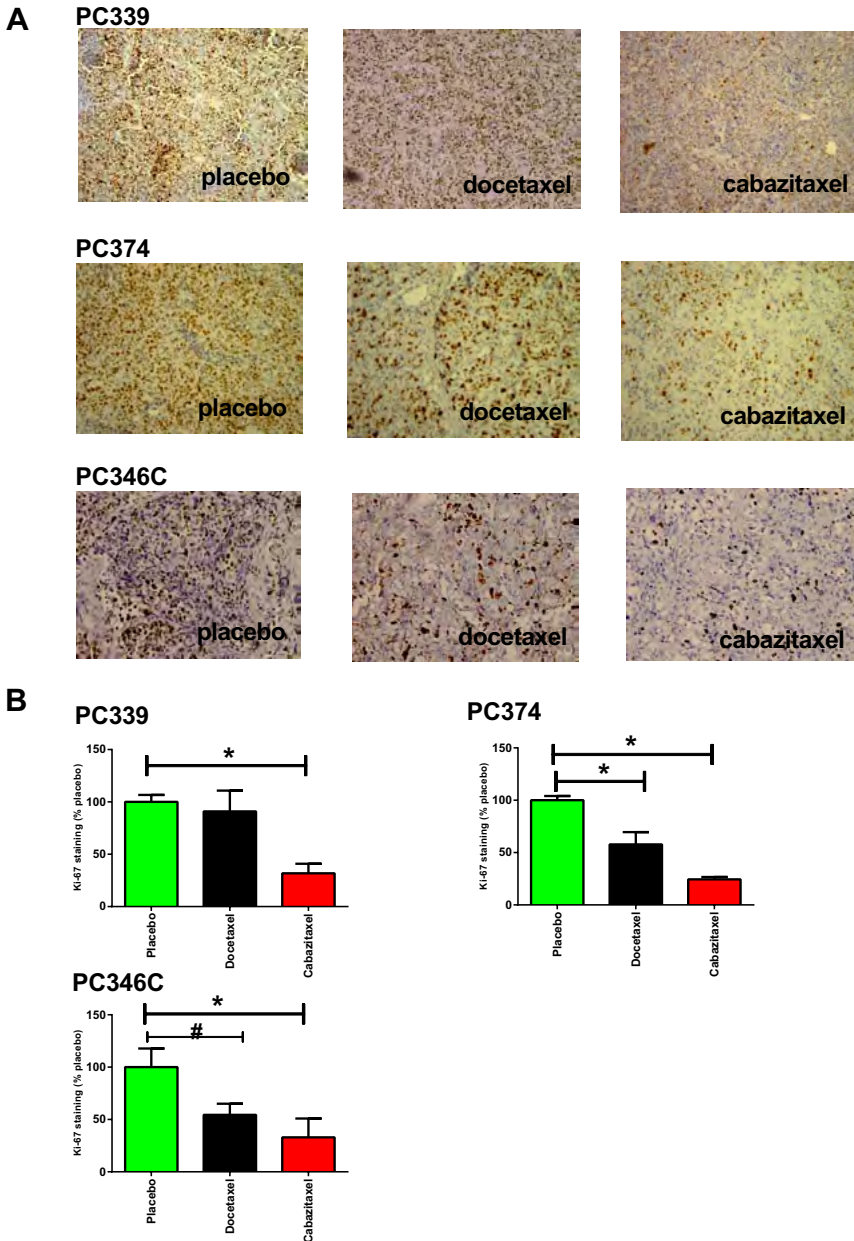 A
PC339
placebo
docetaxel
cabazitaxel
PC374
placebo
docetaxel
cabazitaxel
PC346C
placebo
docetaxel
cabazitaxel
B
PC339
Ki-67 staining (% placebo)
150
100
50
0
*
Placebo
Docetaxel
Cabazitaxel
PC374
Ki-67 staining (% placebo)
150
100
50
0
*
*
Placebo
Docetaxel
Cabazitaxel
PC346C
Ki-67 staining (% placebo)
150
100
50
0
*
#
Placebo
Docetaxel
Cabazitaxel